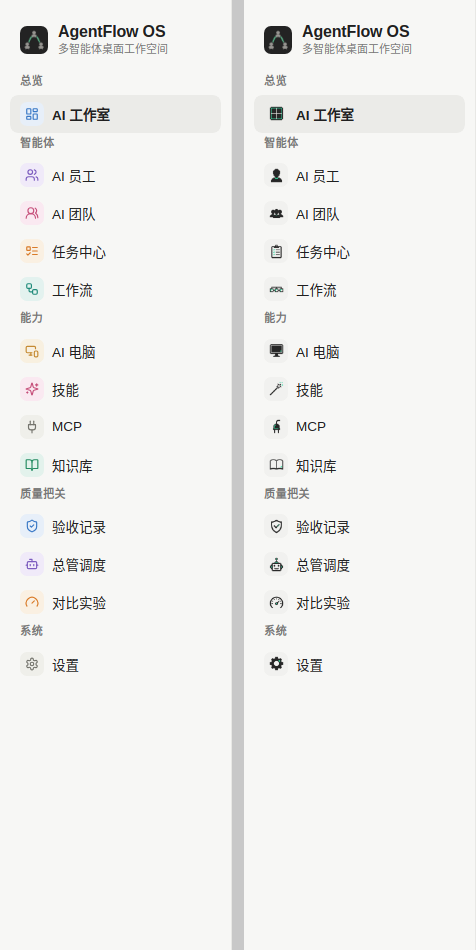 AgentFlow OS
多智能体桌面工作空间
总览
AI 工作室
智能体
AI 员工
AI 团队
任务中心
工作流
能力
AI 电脑
技能
MCP
知识库
质量把关
验收记录
总管调度
对比实验
系统
设置
AgentFlow OS
多智能体桌面工作空间
总览
AI 工作室
智能体
AI 员工
AI 团队
任务中心
工作流
能力
AI 电脑
技能
MCP
知识库
质量把关
验收记录
总管调度
对比实验
系统
设置